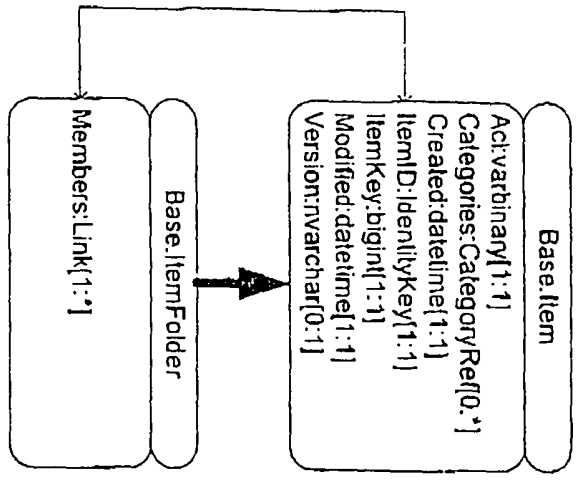 Base.Item
Acl:varbinary[1:1]
Categories:CategoryRef[0.*]
Created:datetime[1:1]
ItemID:IdentityKey[1:1]
ItemKey:bigint[1:1]
Modified:datetime[1:1]
Version:nvarchar[0:1]
Base.ItemFolder
Members:Link[1:*]